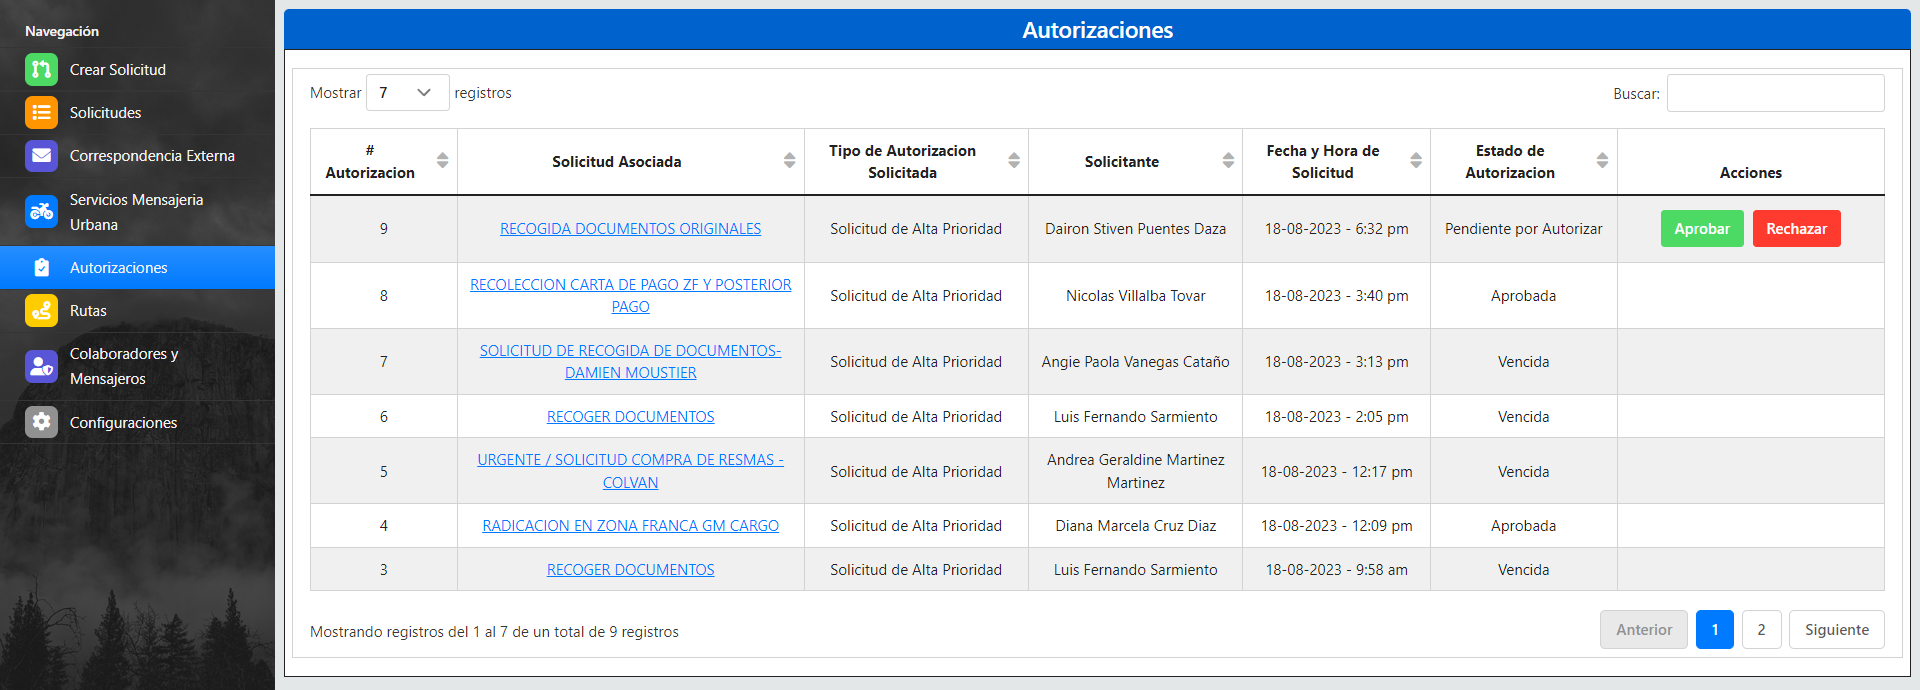 Navegación
Crear Solicitud
Solicitudes
Correspondencia Externa
Servicios Mensajeria
Urbana
Autorizaciones
Rutas
Colaboradores y
Mensajeros
Configuraciones
Autorizaciones
Mostrar 7 registros
Buscar:
# Autorizacion
Solicitud Asociada
Tipo de Autorizacion Solicitada
Solicitante
Fecha y Hora de Solicitud
Estado de Autorizacion
Acciones
9 RECOGIDA DOCUMENTOS ORIGINALES Solicitud de Alta Prioridad Dairon Stiven Puentes Daza 18-08-2023 - 6:32 pm Pendiente por Autorizar Aprobar Rechazar
8 RECOLECCION CARTA DE PAGO ZF Y POSTERIOR PAGO Solicitud de Alta Prioridad Nicolas Villalba Tovar 18-08-2023 - 3:40 pm Aprobada
7 SOLICITUD DE RECOGIDA DE DOCUMENTOS- DAMIEN MOUSTIER Solicitud de Alta Prioridad Angie Paola Vanegas Cataño 18-08-2023 - 3:13 pm Vencida
6 RECOGER DOCUMENTOS Solicitud de Alta Prioridad Luis Fernando Sarmiento 18-08-2023 - 2:05 pm Vencida
5 URGENTE / SOLICITUD COMPRA DE RESMAS - COLVAN Solicitud de Alta Prioridad Andrea Geraldine Martinez Martinez 18-08-2023 - 12:17 pm Vencida
4 RADICACION EN ZONA FRANCA GM CARGO Solicitud de Alta Prioridad Diana Marcela Cruz Diaz 18-08-2023 - 12:09 pm Aprobada
3 RECOGER DOCUMENTOS Solicitud de Alta Prioridad Luis Fernando Sarmiento 18-08-2023 - 9:58 am Vencida
Mostrando registros del 1 al 7 de un total de 9 registros
Anterior 1 2 Siguiente